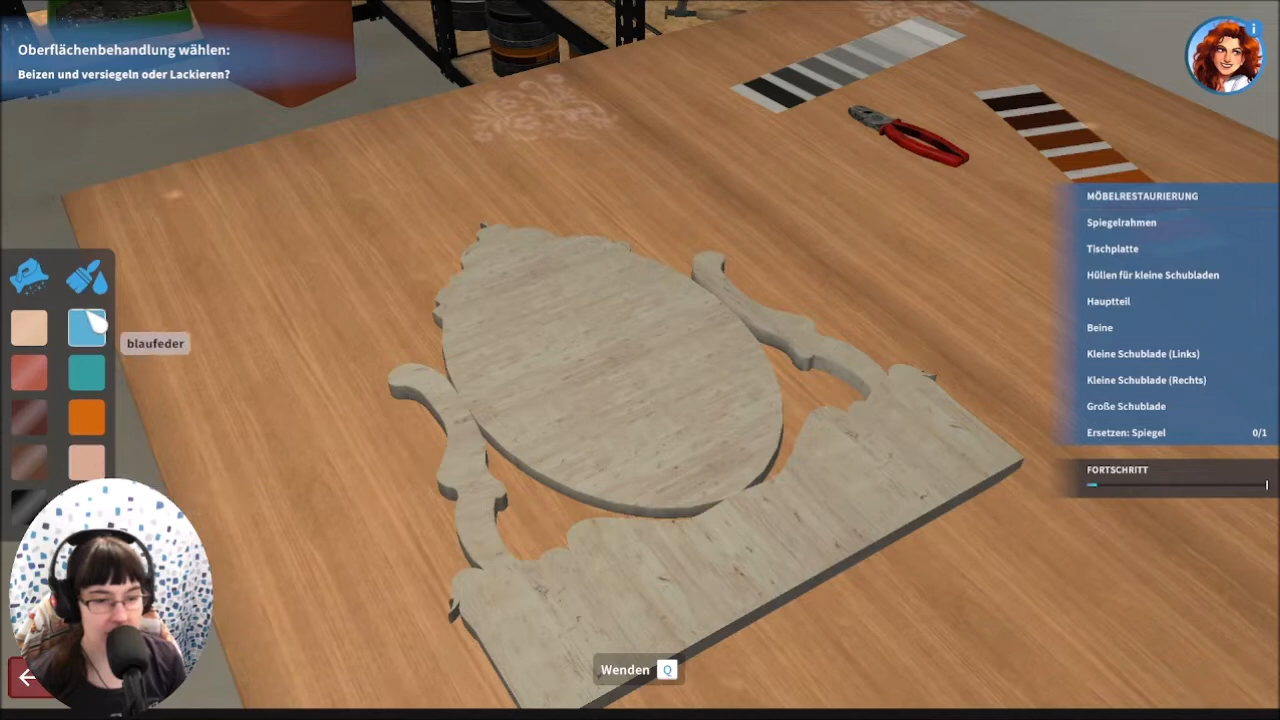 Oberflächenbehandlung wählen:
Beizen und versiegeln oder Lackieren?
i
MÖBELRESTAURIERUNG
Spiegelrahmen
Tischplatte
Hüllen für kleine Schubladen
Hauptteil
Beine
Kleine Schublade (Links)
Kleine Schublade (Rechts)
Große Schublade
Ersetzen: Spiegel 0/1
FORTSCHRITT
blaufeder
Wenden Q